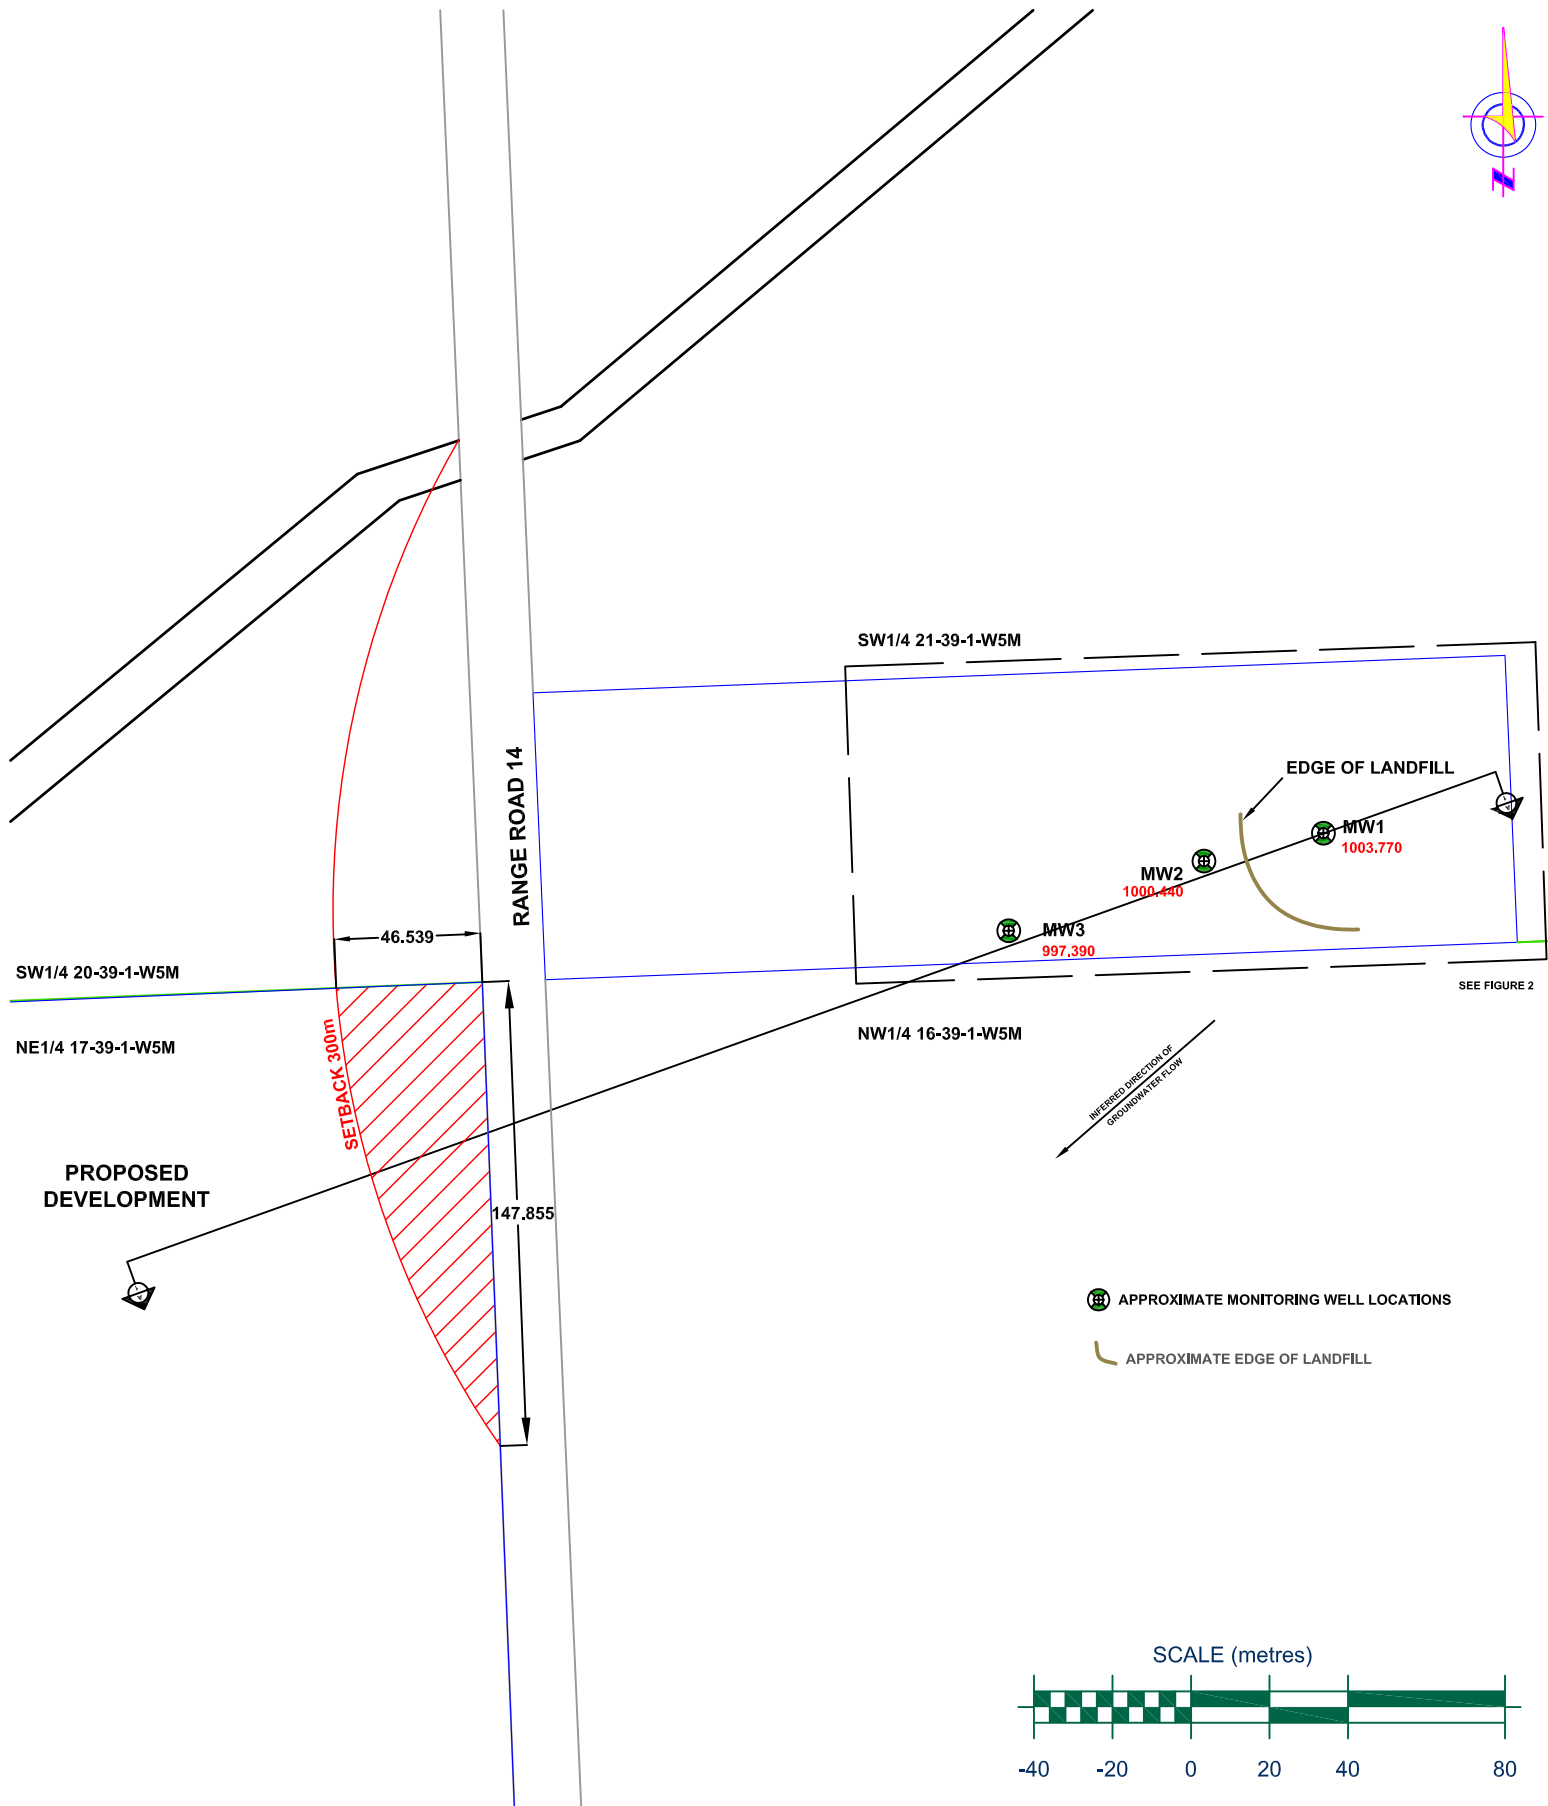 N
SW1/4 21-39-1-W5M
EDGE OF LANDFILL
RANGE ROAD 14
MW1
1003.770
MW2
1000.440
MW3
997.390
46.539
SW1/4 20-39-1-W5M
SEE FIGURE 2
NE1/4 17-39-1-W5M
NW1/4 16-39-1-W5M
SETBACK 300m
INFERRED DIRECTION OF
GROUNDWATER FLOW
PROPOSED
DEVELOPMENT
147.855
APPROXIMATE MONITORING WELL LOCATIONS
APPROXIMATE EDGE OF LANDFILL
SCALE (metres)
-40 -20 0 20 40 80